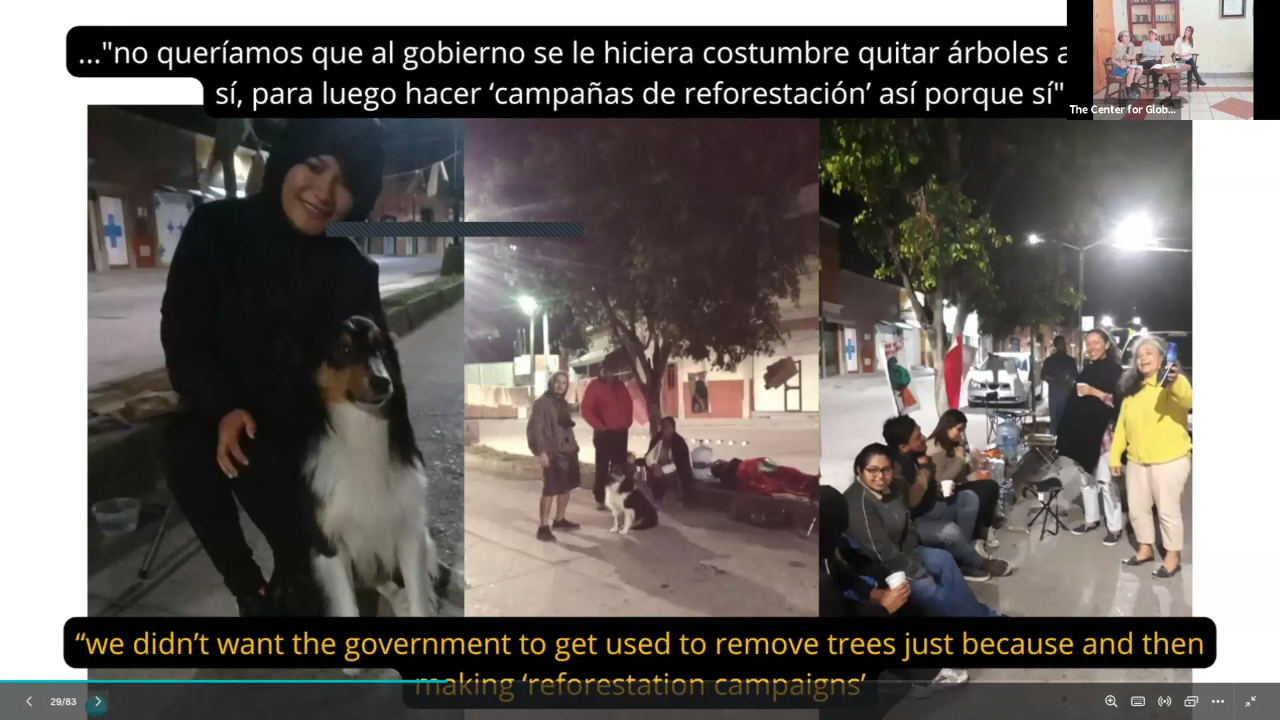 ..."no queríamos que al gobierno se le hiciera costumbre quitar árboles a
sí, para luego hacer ‘campañas de reforestación’ así porque sí"
The Center for Glob...
“we didn’t want the government to get used to remove trees just because and then
making ‘reforestation campaigns’
29/83